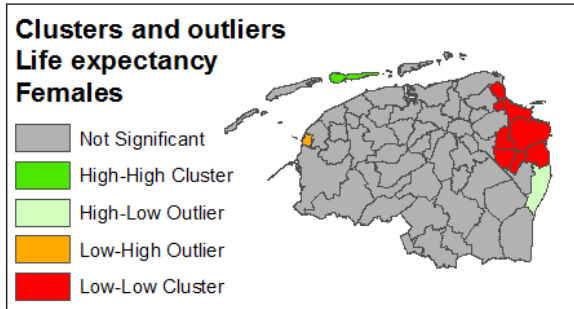 Clusters and outliers
Life expectancy
Females
Not Significant
High-High Cluster
High-Low Outlier
Low-High Outlier
Low-Low Cluster